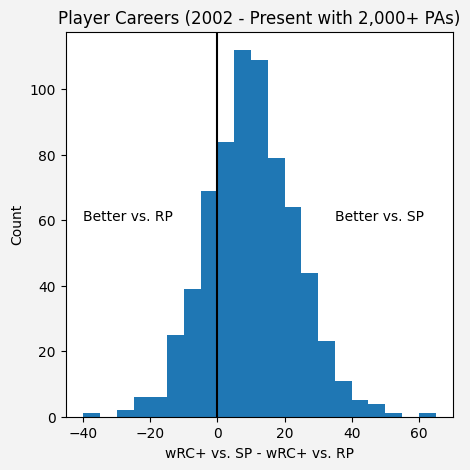 Player Careers (2002 - Present with 2,000+ PAs)
100
80
Better vs. RP
Better vs. SP
60
Count
40
20
0
−40
−20
0
20
40
60
wRC+ vs. SP - wRC+ vs. RP